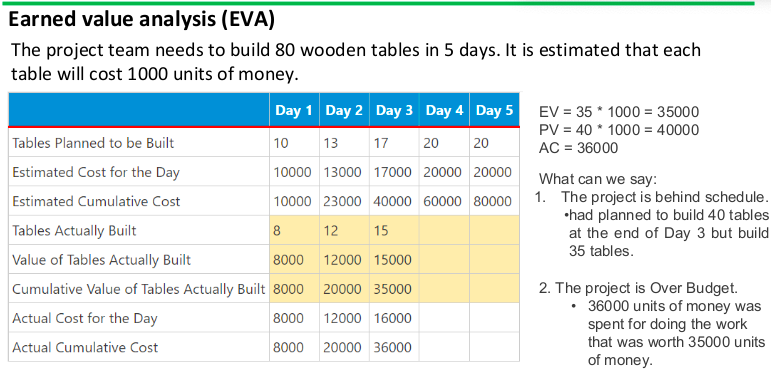 Earned value analysis (EVA)
The project team needs to build 80 wooden tables in 5 days. It is estimated that each
table will cost 1000 units of money.
Day 1 Day 2 Day 3 Day 4 Day 5
Tables Planned to be Built 10 13 17 20 20
Estimated Cost for the Day 10000 13000 17000 20000 20000
Estimated Cumulative Cost 10000 23000 40000 60000 80000
Tables Actually Built 8 12 15
Value of Tables Actually Built 8000 12000 15000
Cumulative Value of Tables Actually Built 8000 20000 35000
Actual Cost for the Day 8000 12000 16000
Actual Cumulative Cost 8000 20000 36000
EV = 35 * 1000 = 35000
PV = 40 * 1000 = 40000
AC = 36000
What can we say:
1. The project is behind schedule.
•had planned to build 40 tables
at the end of Day 3 but build
35 tables.
2. The project is Over Budget.
• 36000 units of money was
spent for doing the work
that was worth 35000 units
of money.